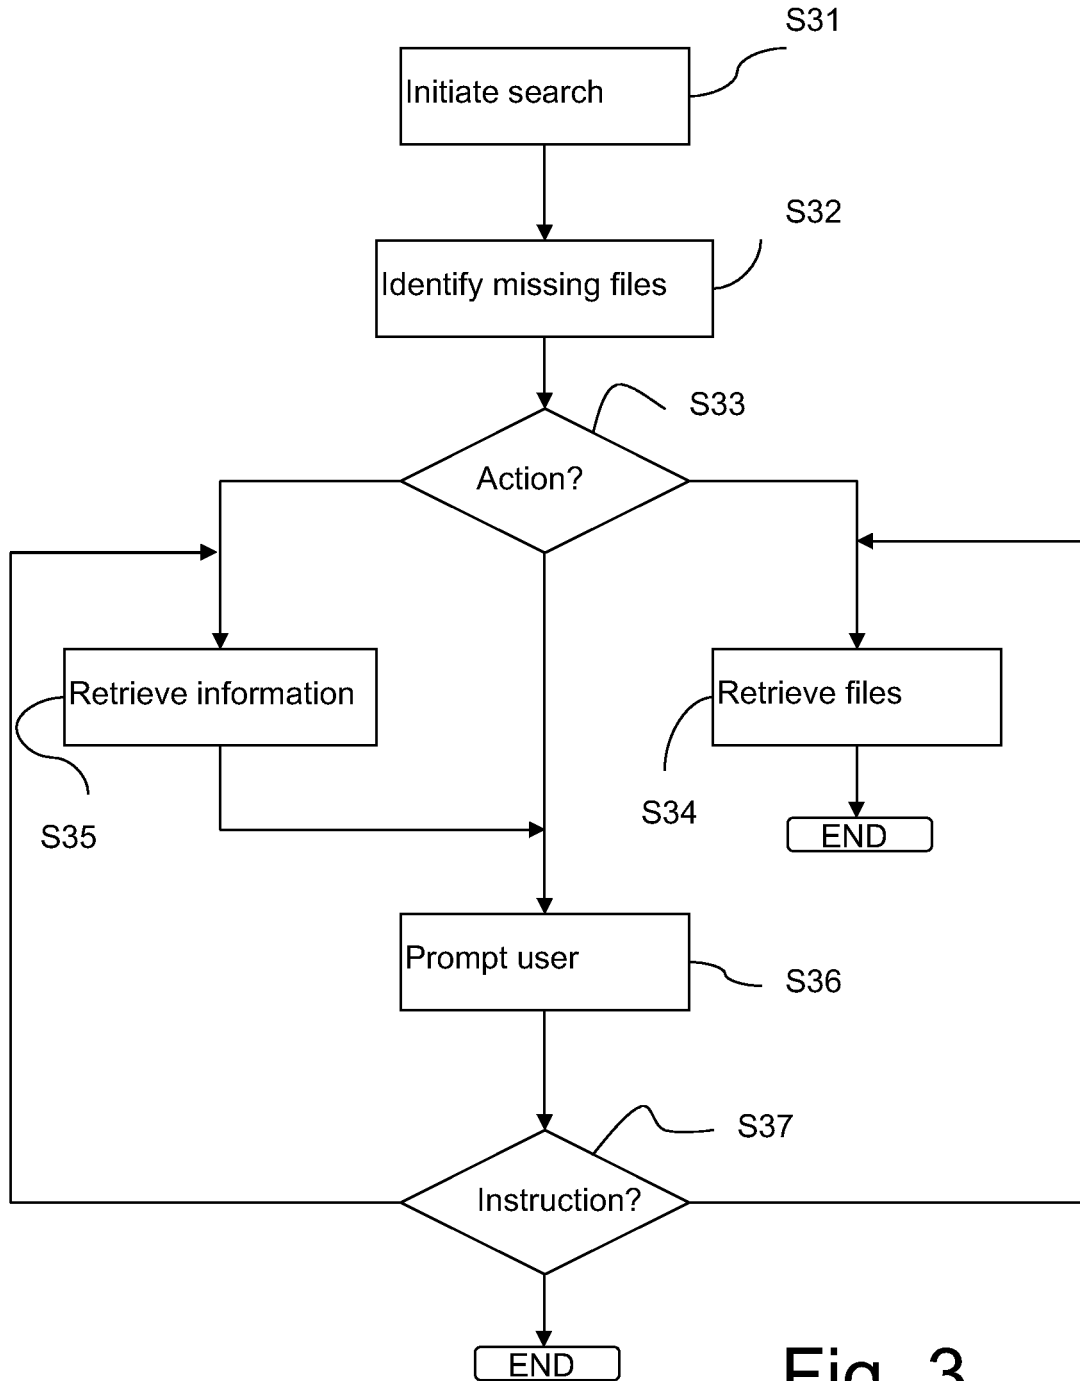 S31
Initiate search
S32
Identify missing files
S33
Action?
Retrieve information
Retrieve files
S34
S35
END
Prompt user
S36
S37
Instruction?
END
Fig. 3